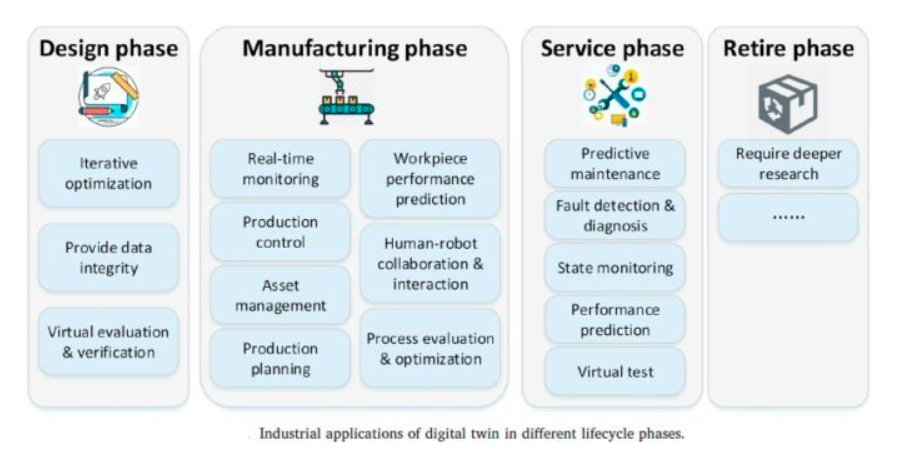 Design phase
Iterative
optimization
Provide data
integrity
Virtual evaluation
& verification
Manufacturing phase
Real-time
monitoring
Production
control
Asset
management
Production
planning
Workpiece
performance
prediction
Human-robot
collaboration &
interaction
Process evaluation
& optimization
Service phase
Predictive
maintenance
Fault detection &
diagnosis
State monitoring
Performance
prediction
Virtual test
Retire phase
Require deeper
research
......
Industrial applications of digital twin in different lifecycle phases.